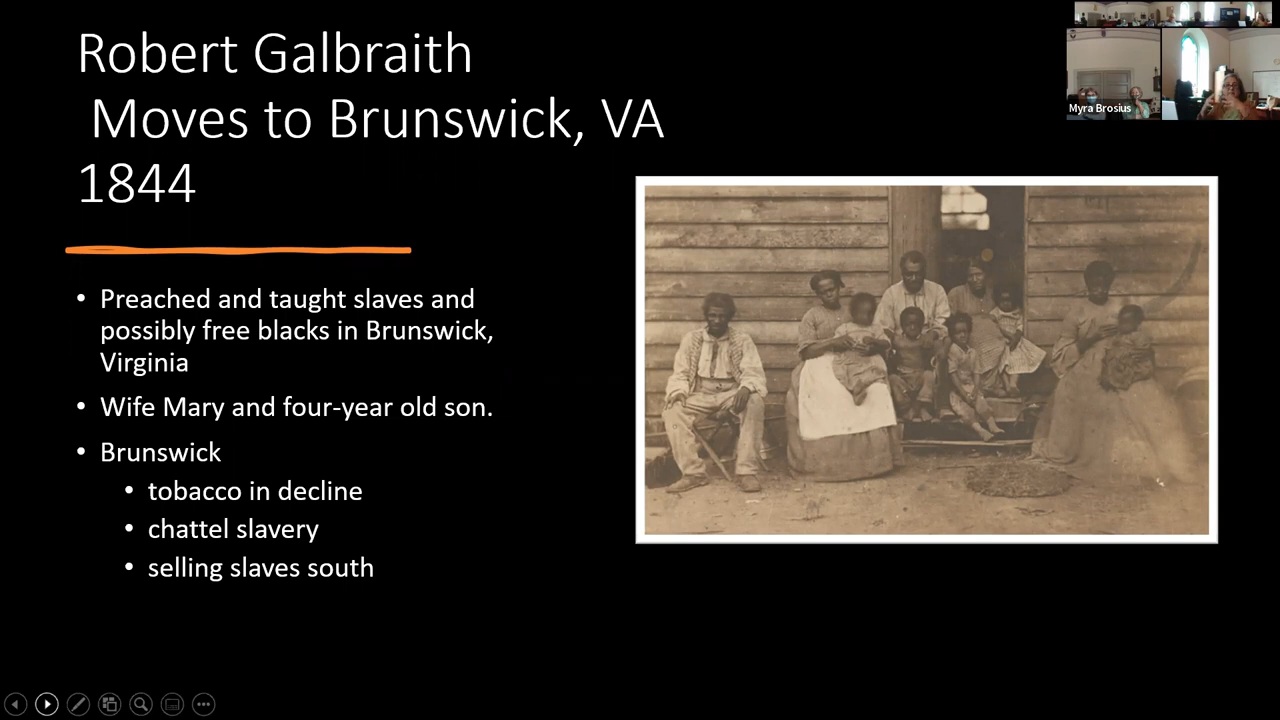 Robert Galbraith
Moves to Brunswick, VA
1844
• Preached and taught slaves and
possibly free blacks in Brunswick,
Virginia
• Wife Mary and four-year old son.
• Brunswick
• tobacco in decline
• chattel slavery
• selling slaves south
Myra Brosius